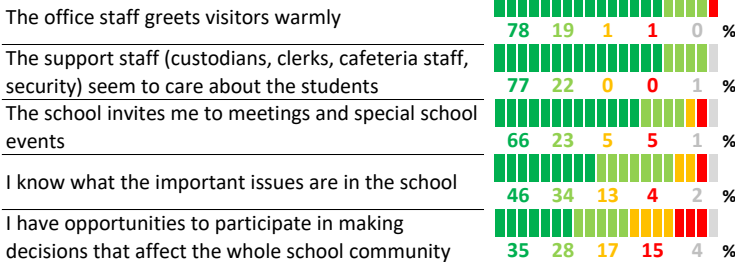 The office staff greets visitors warmly
78 19 1 1 0 %
The support staff (custodians, clerks, cafeteria staff,
security) seem to care about the students
77 22 0 0 1 %
The school invites me to meetings and special school
events
66 23 5 5 1 %
I know what the important issues are in the school
46 34 13 4 2 %
I have opportunities to participate in making
decisions that affect the whole school community
35 28 17 15 4 %